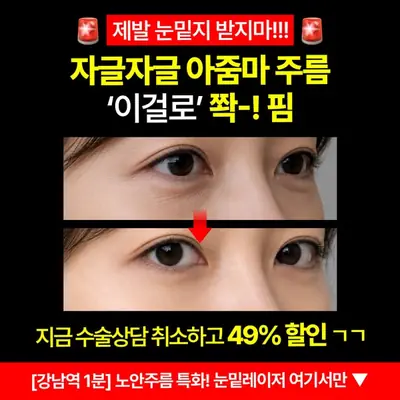 제발 눈밑지 받지마!!!
자글자글 아줌마 주름
‘이걸로’ 쫙-! 핌
지금 수술상담 취소하고 49% 할인 ㄱㄱ
[강남역 1분] 노안주름 특화! 눈밑레이저 여기서만 ▼